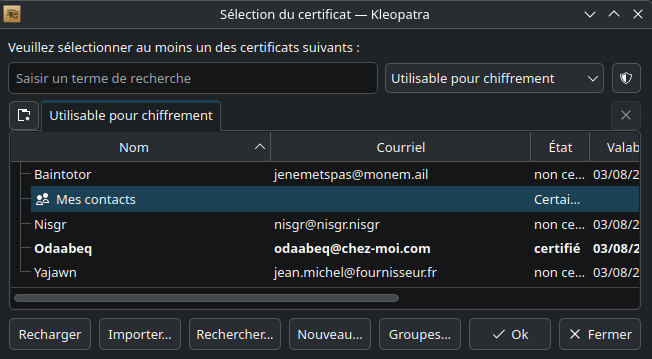 Sélection du certificat — Kleopatra
Veuillez sélectionner au moins un des certificats suivants :
Saisir un terme de recherche
Utilisable pour chiffrement
Utilisable pour chiffrement
Nom Courriel État Valab
Baintotor jenemetspas@monem.ail non ce... 03/08/2
Mes contacts Certai...
Nisgr nisgr@nisgr.nisgr non ce... 03/08/2
Odaabeq odaabeq@chez-moi.com certifié 03/08/2
Yajawn jean.michel@fournisseur.fr non ce... 03/08/2
Recharger Importer... Rechercher... Nouveau... Groupes... Ok Fermer